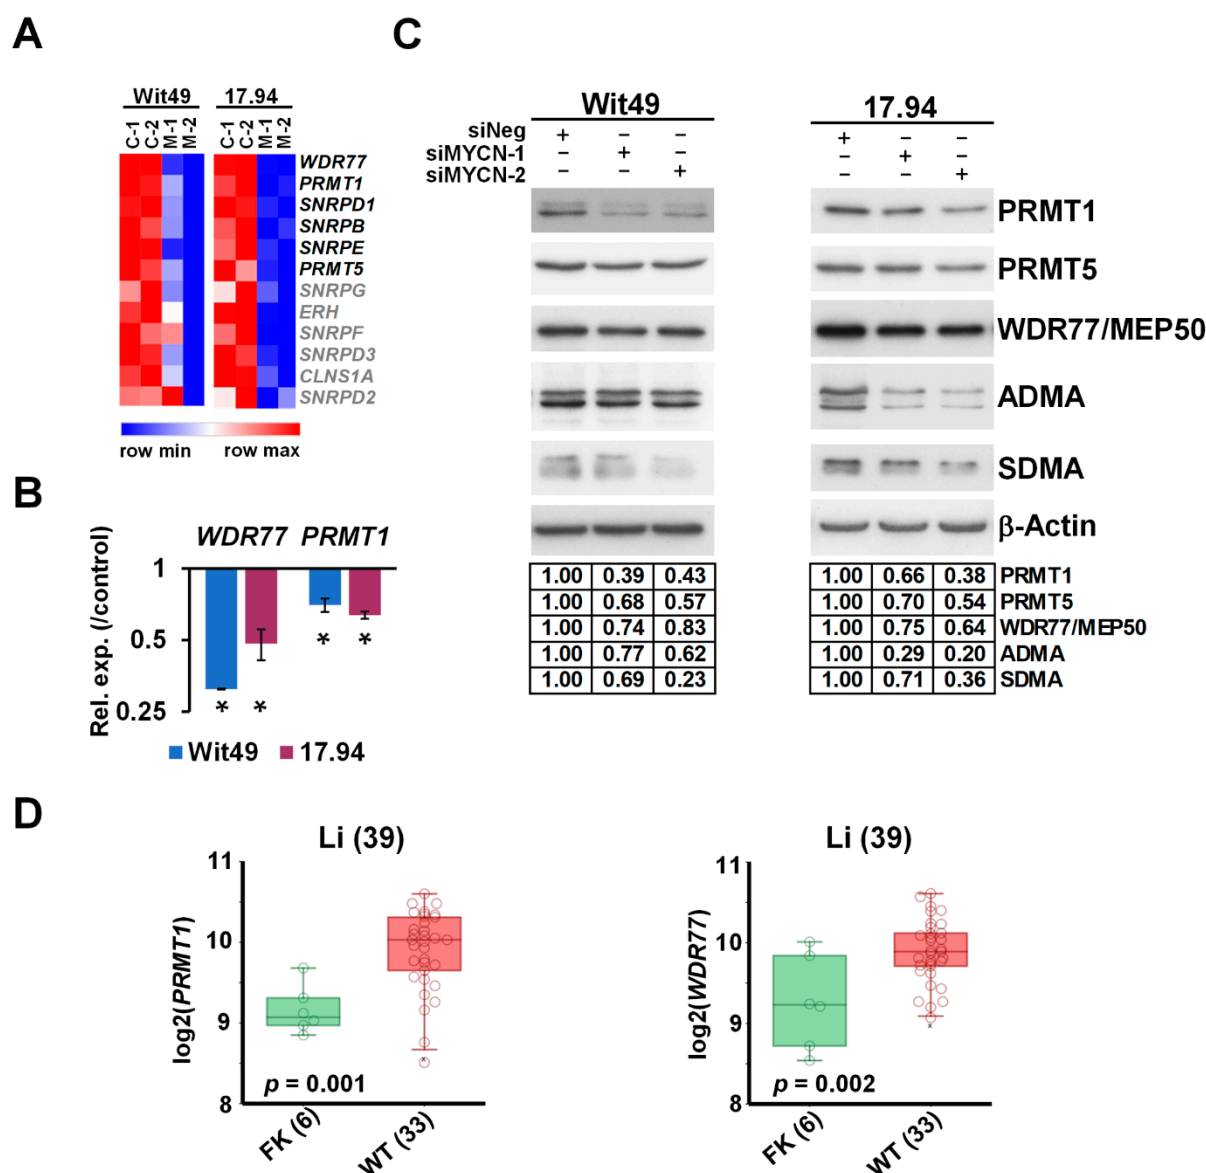 A
Wit49 17.94
C-1 C-2 M-1 M-2 C-1 C-2 M-1 M-2
WDR77
PRMT1
SNRPD1
SNRPB
SNRPE
PRMT5
SNRPG
ERH
SNRPF
SNRPD3
CLNS1A
SNRPD2
row min row max
B
WDR77 PRMT1
Rel. exp. (/control)
1
0.5
0.25
* * * *
Wit49 17.94
C
Wit49 17.94
siNeg + – – + – –
siMYCN-1 – + – – + –
siMYCN-2 – – + – – +
PRMT1
PRMT5
WDR77/MEP50
ADMA
SDMA
β-Actin
1.00 0.39 0.43 1.00 0.66 0.38 PRMT1
1.00 0.68 0.57 1.00 0.70 0.54 PRMT5
1.00 0.74 0.83 1.00 0.75 0.64 WDR77/MEP50
1.00 0.77 0.62 1.00 0.29 0.20 ADMA
1.00 0.69 0.23 1.00 0.71 0.36 SDMA
D
Li (39)
log2(PRMT1)
11
10
9
8
p = 0.001
FK (6) WT (33)
Li (39)
log2(WDR77)
11
10
9
8
p = 0.002
FK (6) WT (33)